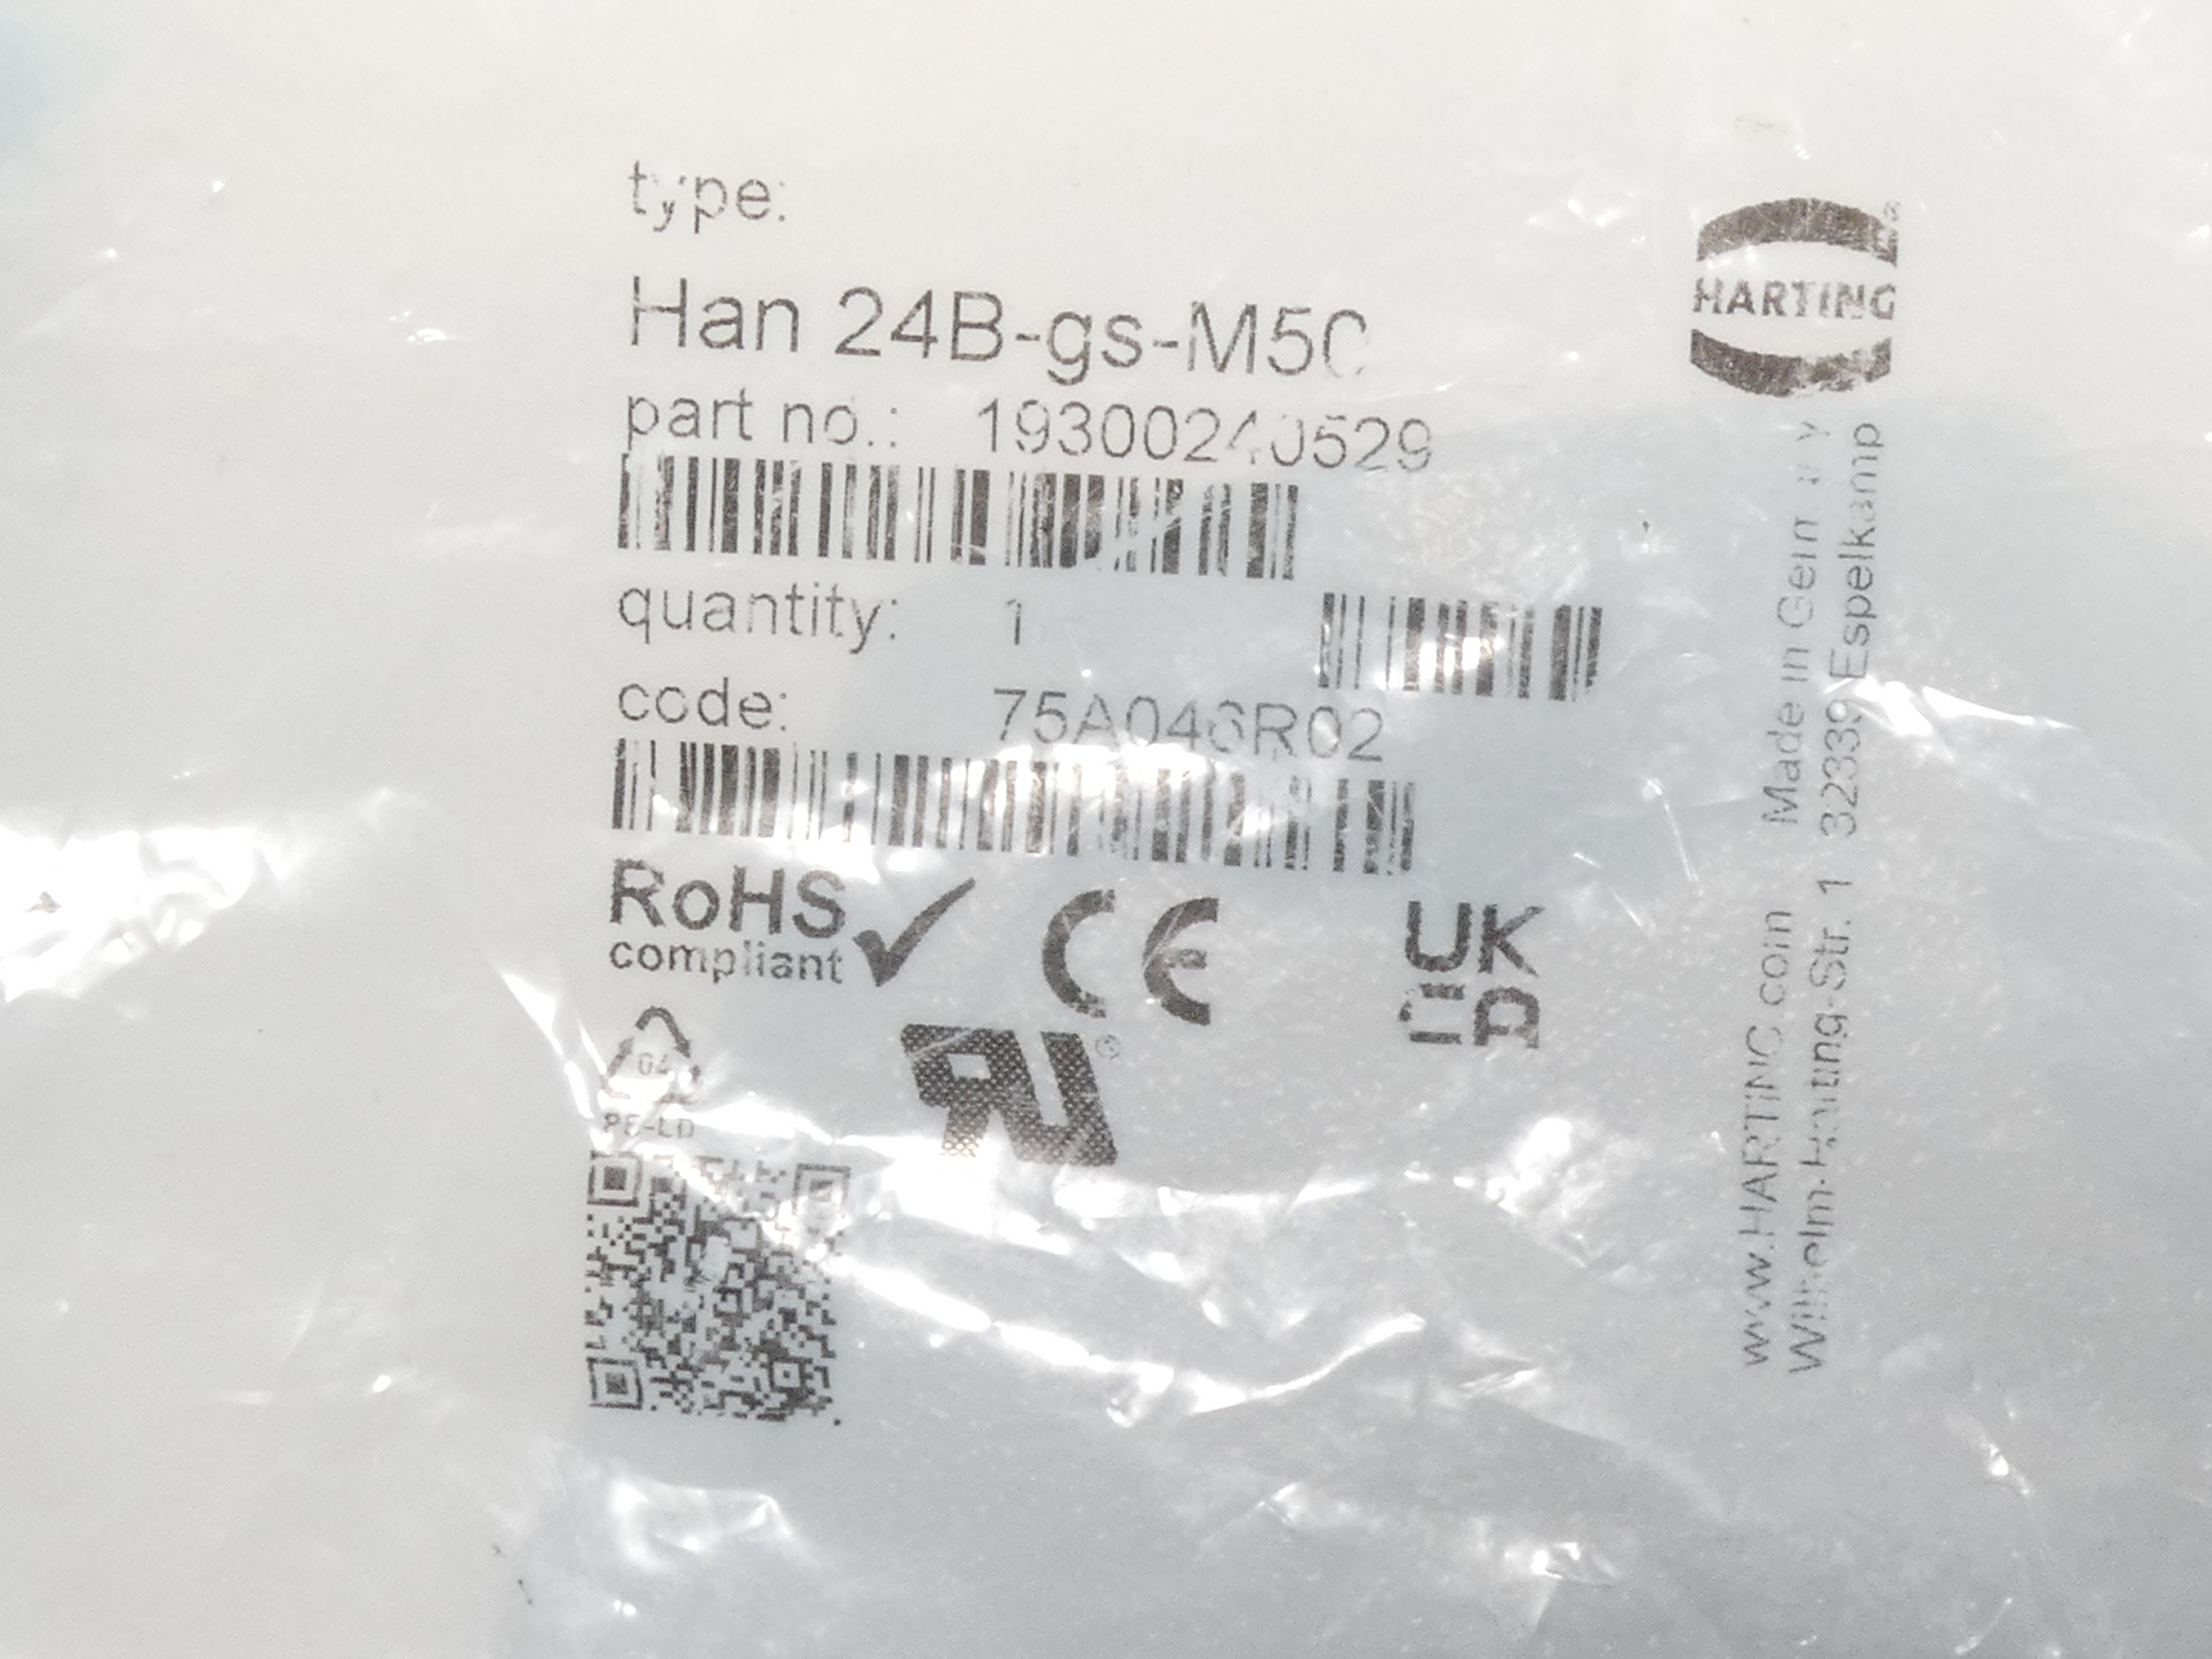 type:
Han 24B-gs-M50
part no.: 19300240529
quantity: 1
code: 75A046R02
RoHS
compliant
CE
UK
CA
04
PE-LD
HARTING
®
www.HARTING.com Made in Germany
Wilhelm-Harting-Str. 1 32339 Espelkamp